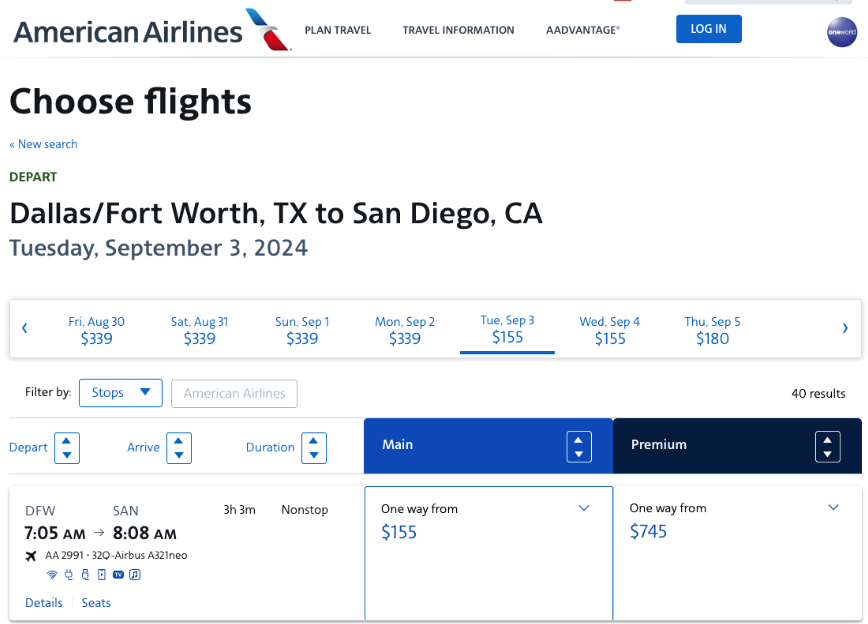 American Airlines
PLAN TRAVEL TRAVEL INFORMATION AADVANTAGE® LOG IN oneworld
Choose flights
« New search
DEPART
Dallas/Fort Worth, TX to San Diego, CA
Tuesday, September 3, 2024
‹ Fri, Aug 30 Sat, Aug 31 Sun, Sep 1 Mon, Sep 2 Tue, Sep 3 Wed, Sep 4 Thu, Sep 5 ›
$339 $339 $339 $339 $155 $155 $180
Filter by: Stops American Airlines 40 results
Depart Arrive Duration Main Premium
DFW SAN 3h 3m Nonstop One way from One way from
7:05 AM → 8:08 AM $155 $745
AA 2991 · 32Q-Airbus A321neo
TV
Details Seats